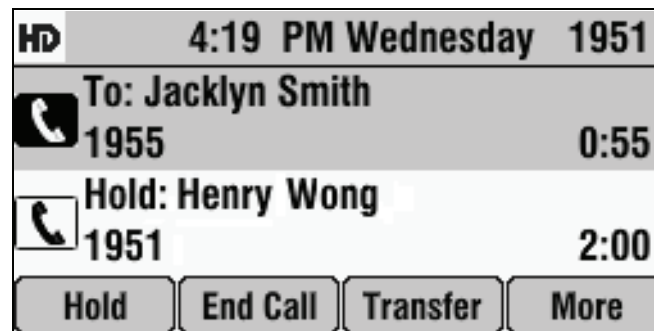 HD 4:19 PM Wednesday 1951
To: Jacklyn Smith
1955 0:55
Hold: Henry Wong
1951 2:00
Hold End Call Transfer More